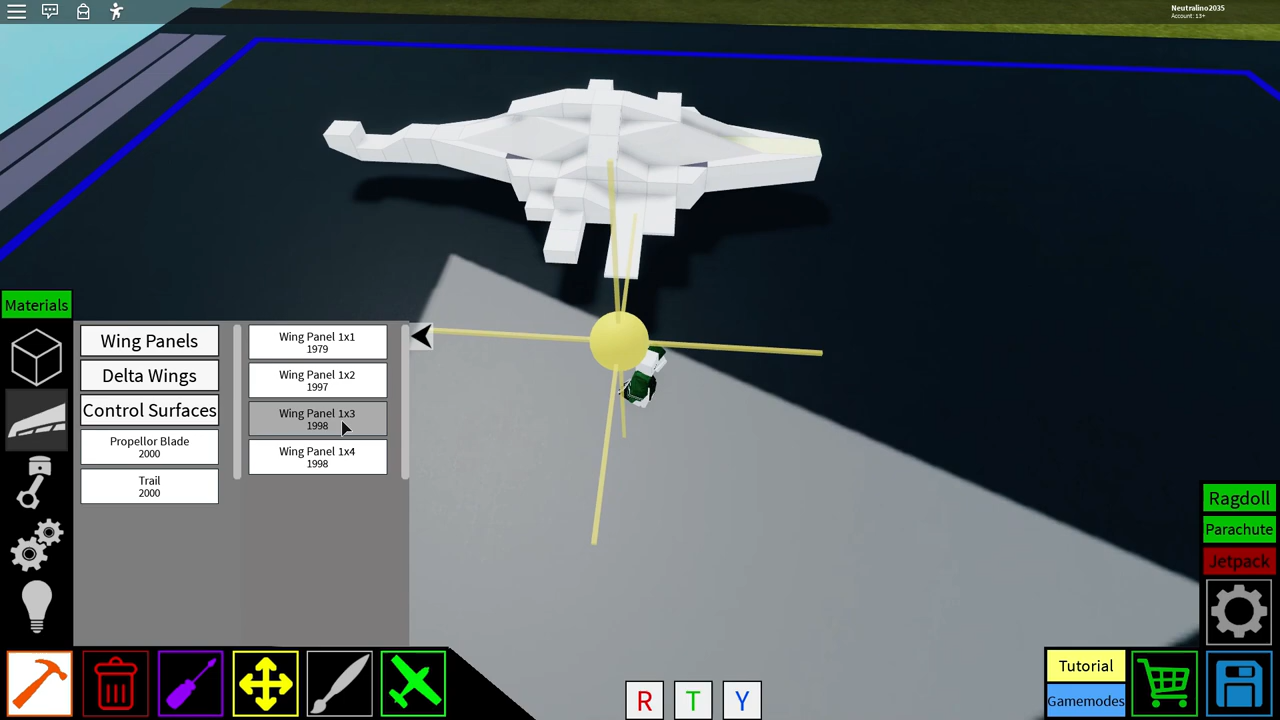 Neutralino2035
Account: 13+
Materials
Wing Panels
Delta Wings
Control Surfaces
Propellor Blade
2000
Trail
2000
Wing Panel 1x1
1979
Wing Panel 1x2
1997
Wing Panel 1x3
1998
Wing Panel 1x4
1998
Ragdoll
Parachute
Jetpack
Tutorial
Gamemodes
R T Y